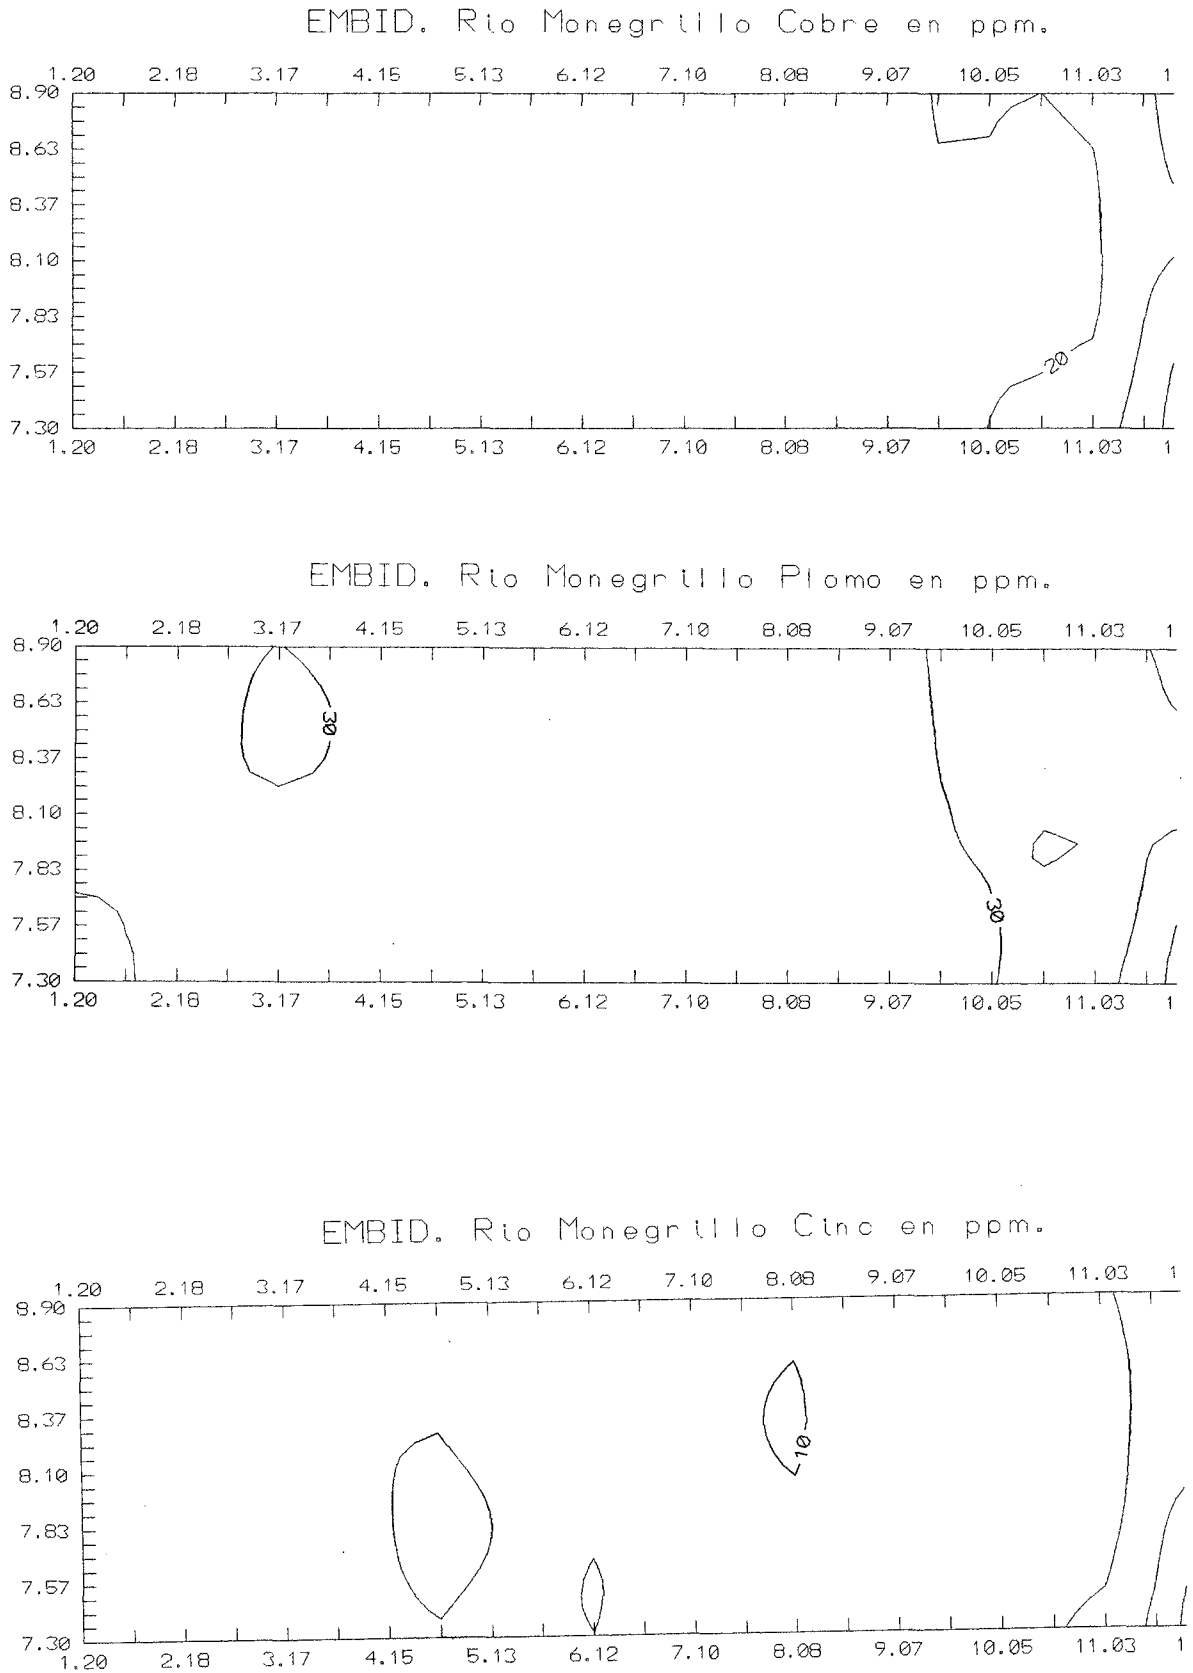 EMBID. Rio Monegrillo Cobre en ppm.
1.20 2.18 3.17 4.15 5.13 6.12 7.10 8.08 9.07 10.05 11.03 1
8.90
8.63
8.37
8.10
7.83
20
7.57
7.30
1.20 2.18 3.17 4.15 5.13 6.12 7.10 8.08 9.07 10.05 11.03 1
EMBID. Rio Monegrillo Plomo en ppm.
1.20 2.18 3.17 4.15 5.13 6.12 7.10 8.08 9.07 10.05 11.03 1
8.90
8.63
30
8.37
8.10
7.83
30
7.57
7.30
1.20 2.18 3.17 4.15 5.13 6.12 7.10 8.08 9.07 10.05 11.03 1
EMBID. Rio Monegrillo Cinc en ppm.
1.20 2.18 3.17 4.15 5.13 6.12 7.10 8.08 9.07 10.05 11.03 1
8.90
8.63
8.37
10
8.10
7.83
7.57
7.30
1.20 2.18 3.17 4.15 5.13 6.12 7.10 8.08 9.07 10.05 11.03 1